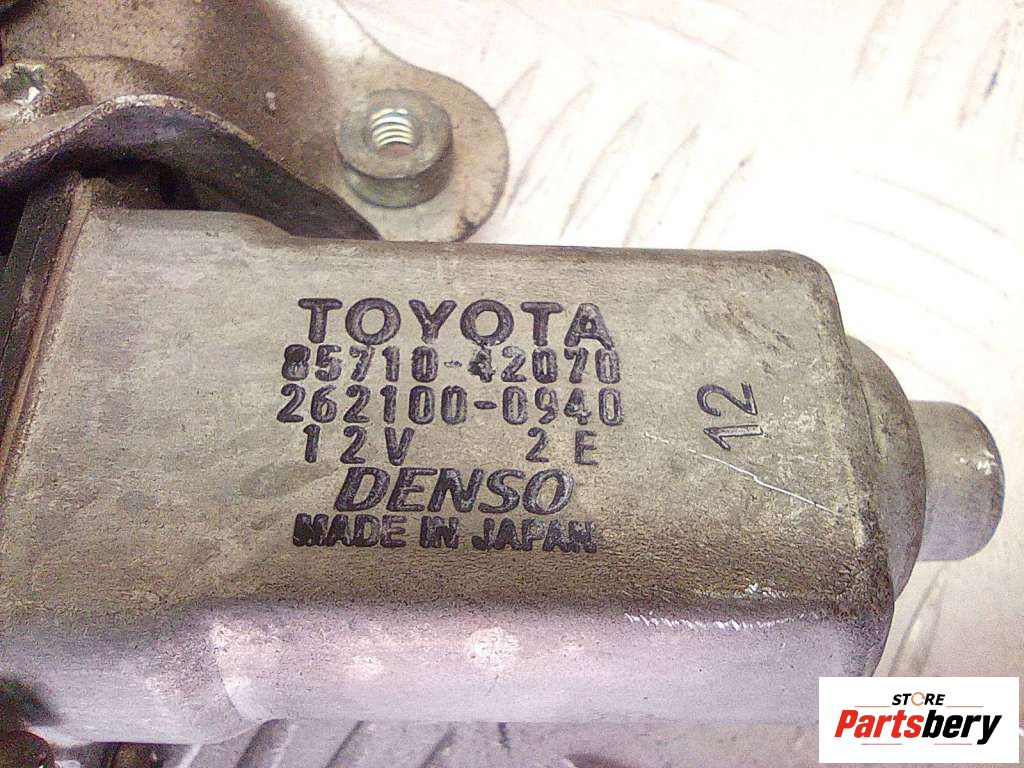 TOYOTA
85710-42070
262100-0940
12V 2E
DENSO
MADE IN JAPAN
12
STORE
Partsbery